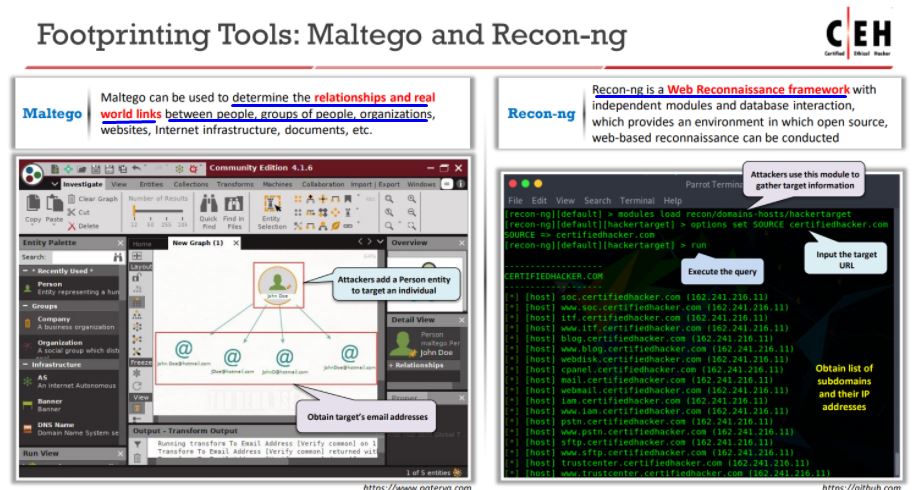 Footprinting Tools: Maltego and Recon-ng
C|EH
Certified Ethical Hacker
Maltego
Maltego can be used to determine the relationships and real
world links between people, groups of people, organizations,
websites, Internet infrastructure, documents, etc.
Recon-ng
Recon-ng is a Web Reconnaissance framework with
independent modules and database interaction,
which provides an environment in which open source,
web-based reconnaissance can be conducted
Community Edition 4.1.6
Investigate View Entities Collections Transforms Machines Collaboration Import | Export Windows
Copy Paste
Clear Graph
Cut
Delete
Number of Results
12 50 255
Quick Find
Find in Files
Entity Selection
Entity Palette
Search:
Recently Used
Person
Entity representing a hun
Groups
Company
A business organization
Organization
A social group which dist
Infrastructure
AS
An internet Autonomous
Banner
Banner
DNS Name
Domain Name System se
Run View
Home
New Graph (1)
Layout
Freeze
View
John Doe
Attackers add a Person entity
to target an individual
Obtain target's email addresses
Overview
Detail View
Person
maltego.Per
John Doe
Relationships
Output - Transform Output
Running transform To Email Address [Verify common] on 1
Transform To Email Address [Verify common] returned wit
1 of 5 entities
https://www.paterva.com
Attackers use this module to
gather target information
Parrot Termina
File Edit View Search Terminal Help
[recon-ng][default] > modules load recon/domains-hosts/hackertarget
[recon-ng][default][hackertarget] > options set SOURCE certifiedhacker.com
SOURCE => certifiedhacker.com
[recon-ng][default][hackertarget] > run
Input the target
URL
Execute the query
CERTIFIEDHACKER.COM
[*] [host] soc.certifiedhacker.com (162.241.216.11)
[*] [host] www.soc.certifiedhacker.com (162.241.216.11)
[*] [host] itf.certifiedhacker.com (162.241.216.11)
[*] [host] www.itf.certifiedhacker.com (162.241.216.11)
[*] [host] blog.certifiedhacker.com (162.241.216.11)
[*] [host] www.blog.certifiedhacker.com (162.241.216.11)
[*] [host] webdisk.certifiedhacker.com (162.241.216.11)
[*] [host] cpanel.certifiedhacker.com (162.241.216.11)
[*] [host] mail.certifiedhacker.com (162.241.216.11)
[*] [host] webmail.certifiedhacker.com (162.241.216.11)
[*] [host] iam.certifiedhacker.com (162.241.216.11)
[*] [host] www.iam.certifiedhacker.com (162.241.216.11)
[*] [host] pstn.certifiedhacker.com (162.241.216.11)
[*] [host] www.pstn.certifiedhacker.com (162.241.216.11)
[*] [host] sftp.certifiedhacker.com (162.241.216.11)
[*] [host] www.sftp.certifiedhacker.com (162.241.216.11)
[*] [host] trustcenter.certifiedhacker.com (162.241.216.11)
[*] [host] www.trustcenter.certifiedhacker.com (162.241.216.11)
Obtain list of
subdomains
and their IP
addresses
https://github.com